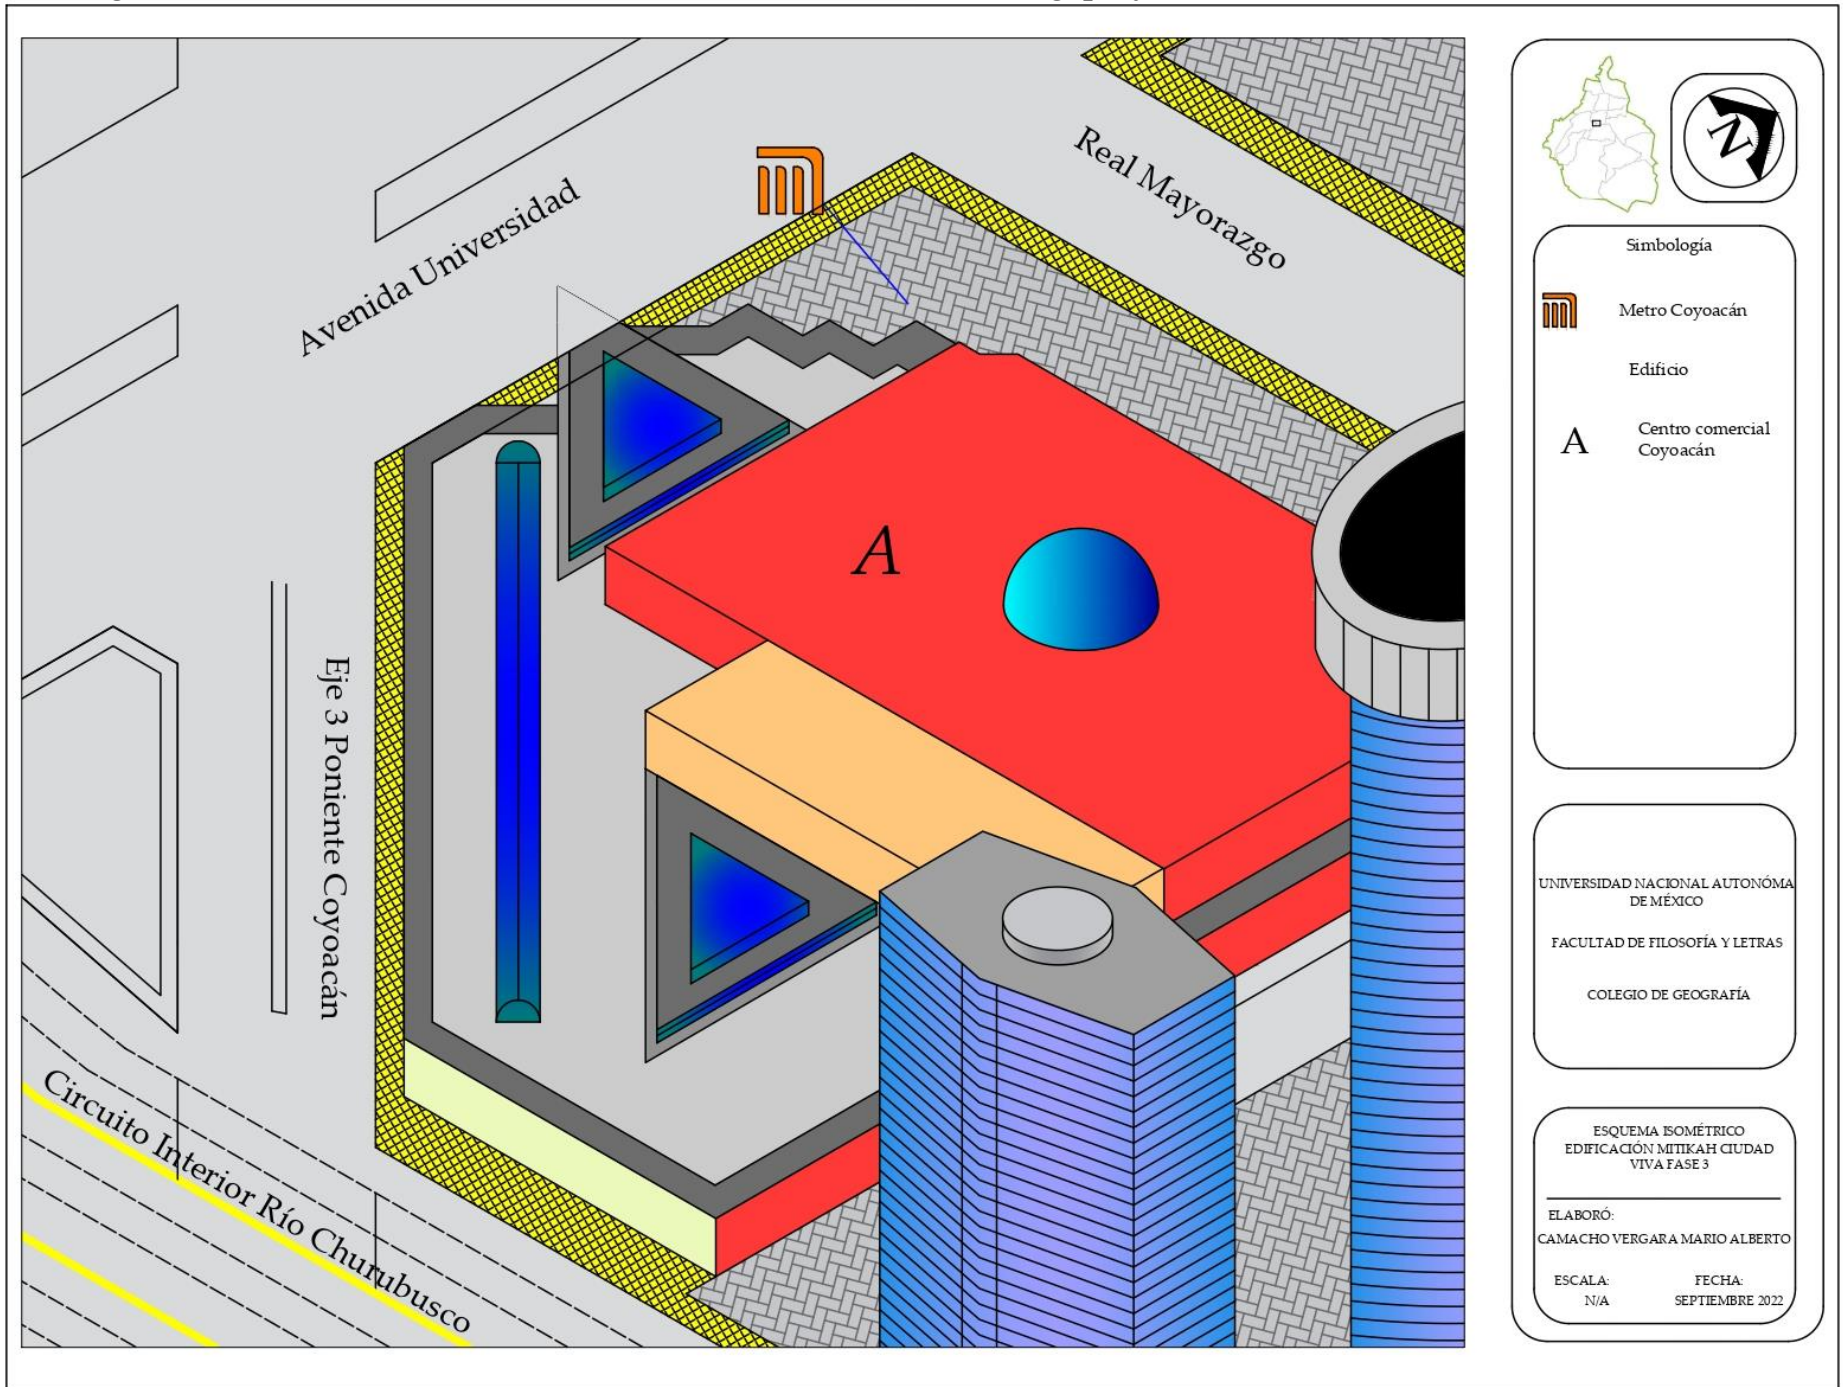 Real Mayorazgo
Avenida Universidad
A
Eje 3 Poniente Coyoacán
Circuito Interior Río Churubusco
N
Simbología
Metro Coyoacán
Edificio
A
Centro comercial
Coyoacán
UNIVERSIDAD NACIONAL AUTONÓMA
DE MÉXICO
FACULTAD DE FILOSOFÍA Y LETRAS
COLEGIO DE GEOGRAFÍA
ESQUEMA ISOMÉTRICO
EDIFICACIÓN MITIKAH CIUDAD
VIVA FASE 3
ELABORÓ:
CAMACHO VERGARA MARIO ALBERTO
ESCALA: FECHA:
N/A SEPTIEMBRE 2022